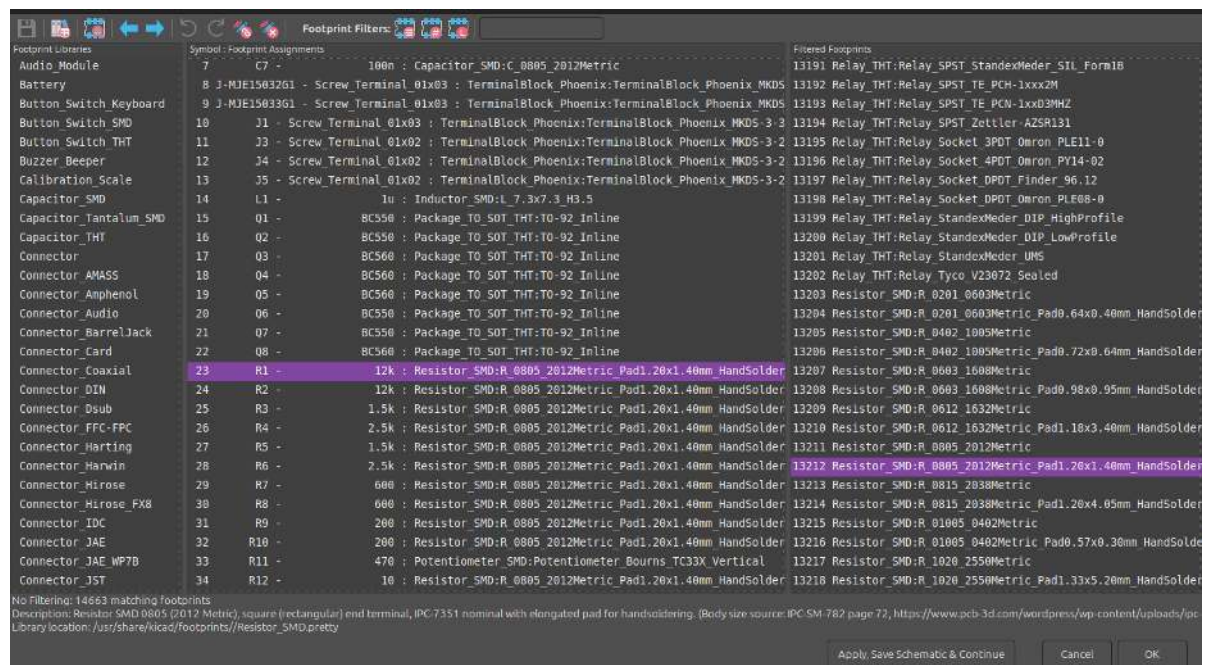 Footprint Filters:
Footprint Libraries
Audio_Module
Battery
Button_Switch_Keyboard
Button_Switch_SMD
Button_Switch_THT
Buzzer_Beeper
Calibration_Scale
Capacitor_SMD
Capacitor_Tantalum_SMD
Capacitor_THT
Connector
Connector_AMASS
Connector_Amphenol
Connector_Audio
Connector_BarrelJack
Connector_Card
Connector_Coaxial
Connector_DIN
Connector_Dsub
Connector_FFC-FPC
Connector_Harting
Connector_Harwin
Connector_Hirose
Connector_Hirose_FX8
Connector_IDC
Connector_JAE
Connector_JAE_WP7B
Connector_JST
Symbol : Footprint Assignments
7 C7 - 100n : Capacitor_SMD:C_0805_2012Metric
8 J-MJE15032G1 - Screw_Terminal_01x03 : TerminalBlock_Phoenix:TerminalBlock_Phoenix_MKDS
9 J-MJE15033G1 - Screw_Terminal_01x03 : TerminalBlock_Phoenix:TerminalBlock_Phoenix_MKDS
10 J1 - Screw_Terminal_01x03 : TerminalBlock_Phoenix:TerminalBlock_Phoenix_MKDS-3-3
11 J3 - Screw_Terminal_01x02 : TerminalBlock_Phoenix:TerminalBlock_Phoenix_MKDS-3-2
12 J4 - Screw_Terminal_01x02 : TerminalBlock_Phoenix:TerminalBlock_Phoenix_MKDS-3-2
13 J5 - Screw_Terminal_01x02 : TerminalBlock_Phoenix:TerminalBlock_Phoenix_MKDS-3-2
14 L1 - 1u : Inductor_SMD:L_7.3x7.3_H3.5
15 Q1 - BC550 : Package_TO_SOT_THT:TO-92_Inline
16 Q2 - BC550 : Package_TO_SOT_THT:TO-92_Inline
17 Q3 - BC560 : Package_TO_SOT_THT:TO-92_Inline
18 Q4 - BC560 : Package_TO_SOT_THT:TO-92_Inline
19 Q5 - BC560 : Package_TO_SOT_THT:TO-92_Inline
20 Q6 - BC550 : Package_TO_SOT_THT:TO-92_Inline
21 Q7 - BC550 : Package_TO_SOT_THT:TO-92_Inline
22 Q8 - BC560 : Package_TO_SOT_THT:TO-92_Inline
23 R1 - 12k : Resistor_SMD:R_0805_2012Metric_Pad1.20x1.40mm_HandSolder
24 R2 - 12k : Resistor_SMD:R_0805_2012Metric_Pad1.20x1.40mm_HandSolder
25 R3 - 1.5k : Resistor_SMD:R_0805_2012Metric_Pad1.20x1.40mm_HandSolder
26 R4 - 2.5k : Resistor_SMD:R_0805_2012Metric_Pad1.20x1.40mm_HandSolder
27 R5 - 1.5k : Resistor_SMD:R_0805_2012Metric_Pad1.20x1.40mm_HandSolder
28 R6 - 2.5k : Resistor_SMD:R_0805_2012Metric_Pad1.20x1.40mm_HandSolder
29 R7 - 600 : Resistor_SMD:R_0805_2012Metric_Pad1.20x1.40mm_HandSolder
30 R8 - 600 : Resistor_SMD:R_0805_2012Metric_Pad1.20x1.40mm_HandSolder
31 R9 - 200 : Resistor_SMD:R_0805_2012Metric_Pad1.20x1.40mm_HandSolder
32 R10 - 200 : Resistor_SMD:R_0805_2012Metric_Pad1.20x1.40mm_HandSolder
33 R11 - 470 : Potentiometer_SMD:Potentiometer_Bourns_TC33X_Vertical
34 R12 - 10 : Resistor_SMD:R_0805_2012Metric_Pad1.20x1.40mm_HandSolder
Filtered Footprints
13191 Relay_THT:Relay_SPST_StandexMeder_SIL_Form1B
13192 Relay_THT:Relay_SPST_TE_PCH-1xxx2M
13193 Relay_THT:Relay_SPST_TE_PCN-1xxD3MHZ
13194 Relay_THT:Relay_SPST_Zettler-AZSR131
13195 Relay_THT:Relay_Socket_3PDT_Omron_PLE11-0
13196 Relay_THT:Relay_Socket_4PDT_Omron_PY14-02
13197 Relay_THT:Relay_Socket_DPDT_Finder_96.12
13198 Relay_THT:Relay_Socket_DPDT_Omron_PLE08-0
13199 Relay_THT:Relay_StandexMeder_DIP_HighProfile
13200 Relay_THT:Relay_StandexMeder_DIP_LowProfile
13201 Relay_THT:Relay_StandexMeder_UMS
13202 Relay_THT:Relay_Tyco_V23072_Sealed
13203 Resistor_SMD:R_0201_0603Metric
13204 Resistor_SMD:R_0201_0603Metric_Pad0.64x0.40mm_HandSolder
13205 Resistor_SMD:R_0402_1005Metric
13206 Resistor_SMD:R_0402_1005Metric_Pad0.72x0.64mm_HandSolder
13207 Resistor_SMD:R_0603_1608Metric
13208 Resistor_SMD:R_0603_1608Metric_Pad0.98x0.95mm_HandSolder
13209 Resistor_SMD:R_0612_1632Metric
13210 Resistor_SMD:R_0612_1632Metric_Pad1.18x3.40mm_HandSolder
13211 Resistor_SMD:R_0805_2012Metric
13212 Resistor_SMD:R_0805_2012Metric_Pad1.20x1.40mm_HandSolder
13213 Resistor_SMD:R_0815_2038Metric
13214 Resistor_SMD:R_0815_2038Metric_Pad1.20x4.05mm_HandSolder
13215 Resistor_SMD:R_01005_0402Metric
13216 Resistor_SMD:R_01005_0402Metric_Pad0.57x0.30mm_HandSolde
13217 Resistor_SMD:R_1020_2550Metric
13218 Resistor_SMD:R_1020_2550Metric_Pad1.33x5.20mm_HandSolder
No Filtering: 14663 matching footprints
Description: Resistor SMD 0805 (2012 Metric), square (rectangular) end terminal, IPC-7351 nominal with elongated pad for handsoldering. (Body size source: IPC-SM-782 page 72, https://www.pcb-3d.com/wordpress/wp-content/uploads/ipc
Library location: /usr/share/kicad/footprints//Resistor_SMD.pretty
Apply, Save Schematic & Continue
Cancel
OK